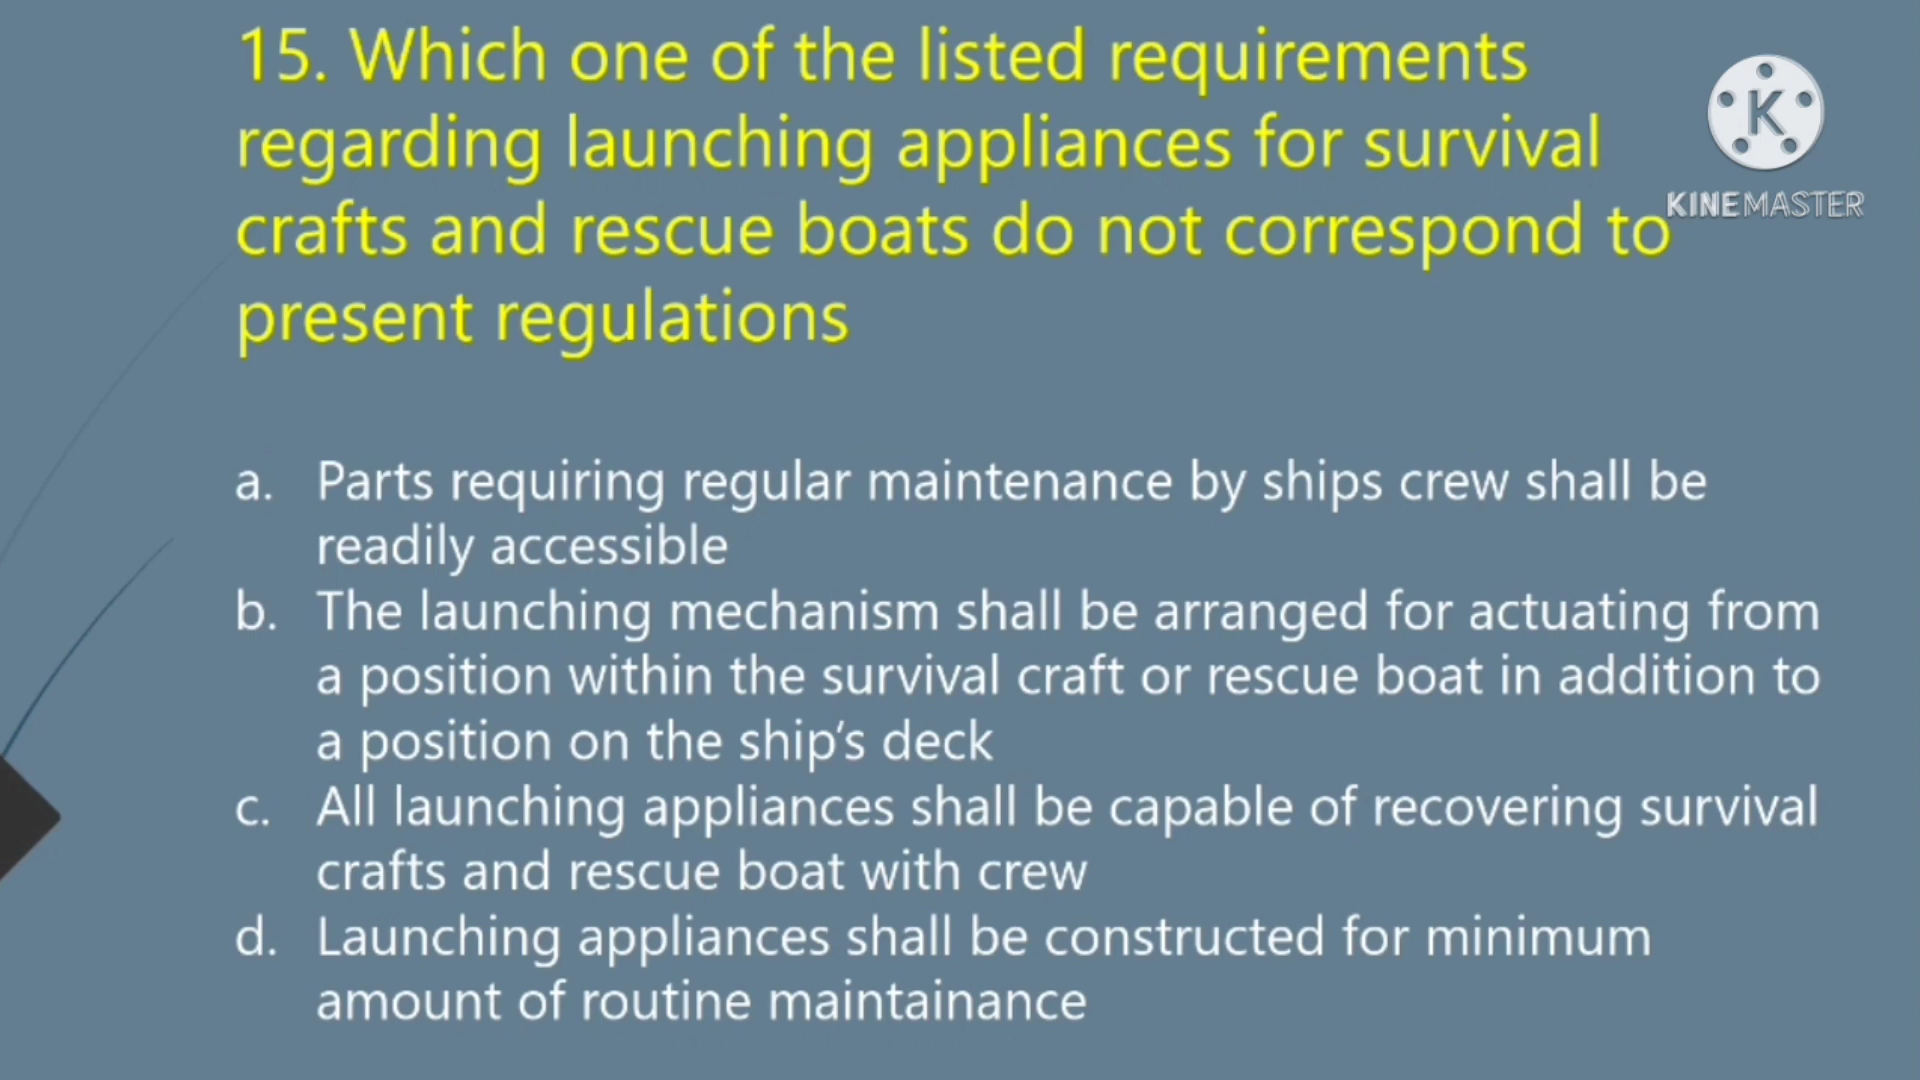 15. Which one of the listed requirements
regarding launching appliances for survival
crafts and rescue boats do not correspond to
present regulations
K
KINEMASTER
a. Parts requiring regular maintenance by ships crew shall be
readily accessible
b. The launching mechanism shall be arranged for actuating from
a position within the survival craft or rescue boat in addition to
a position on the ship's deck
c. All launching appliances shall be capable of recovering survival
crafts and rescue boat with crew
d. Launching appliances shall be constructed for minimum
amount of routine maintainance